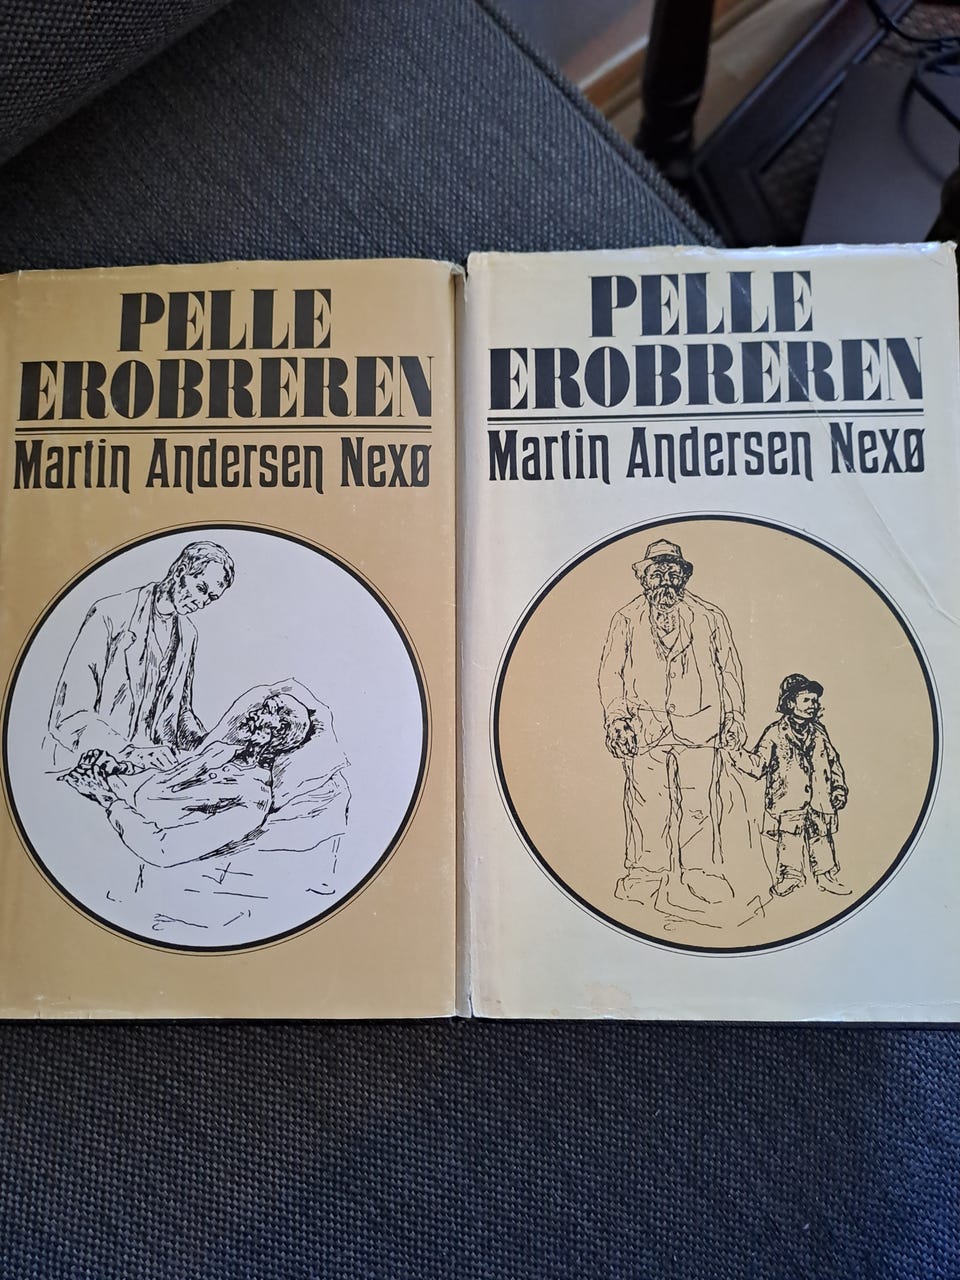 PELLE
EROBREREN
Martin Andersen Nexø
PELLE
EROBREREN
Martin Andersen Nexø